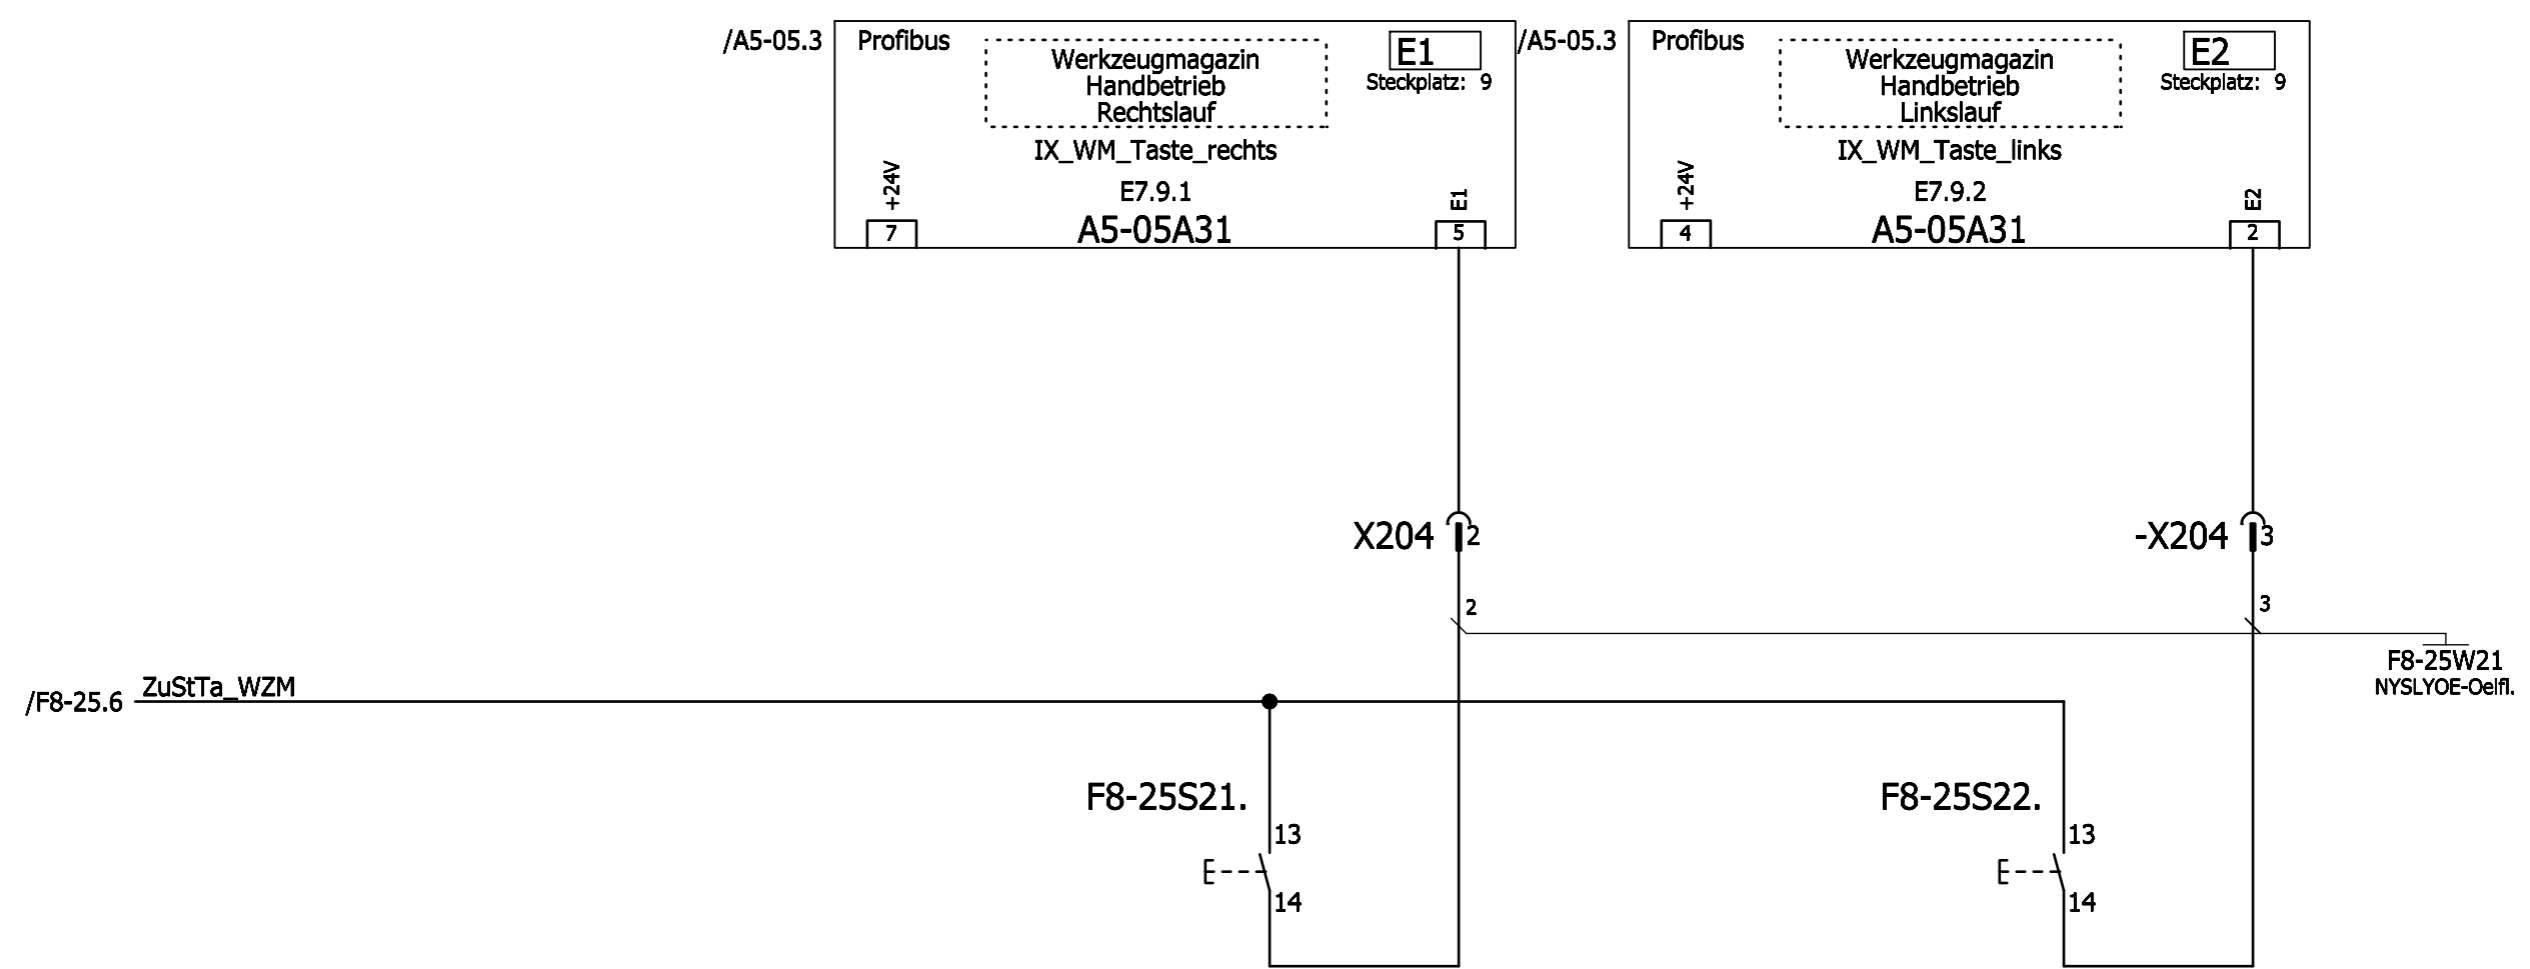 /A5-05.3
Profibus
Werkzeugmagazin
Handbetrieb
Rechtslauf
E1
Steckplatz: 9
IX_WM_Taste_rechts
+24V
E7.9.1
E1
7
A5-05A31
5
/A5-05.3
Profibus
Werkzeugmagazin
Handbetrieb
Linkslauf
E2
Steckplatz: 9
IX_WM_Taste_links
+24V
E7.9.2
E2
4
A5-05A31
2
X204
2
-X204
3
2
3
F8-25W21
NYSLYOE-Oelfl.
/F8-25.6
ZuStTa_WZM
F8-25S21.
13
14
F8-25S22.
13
14